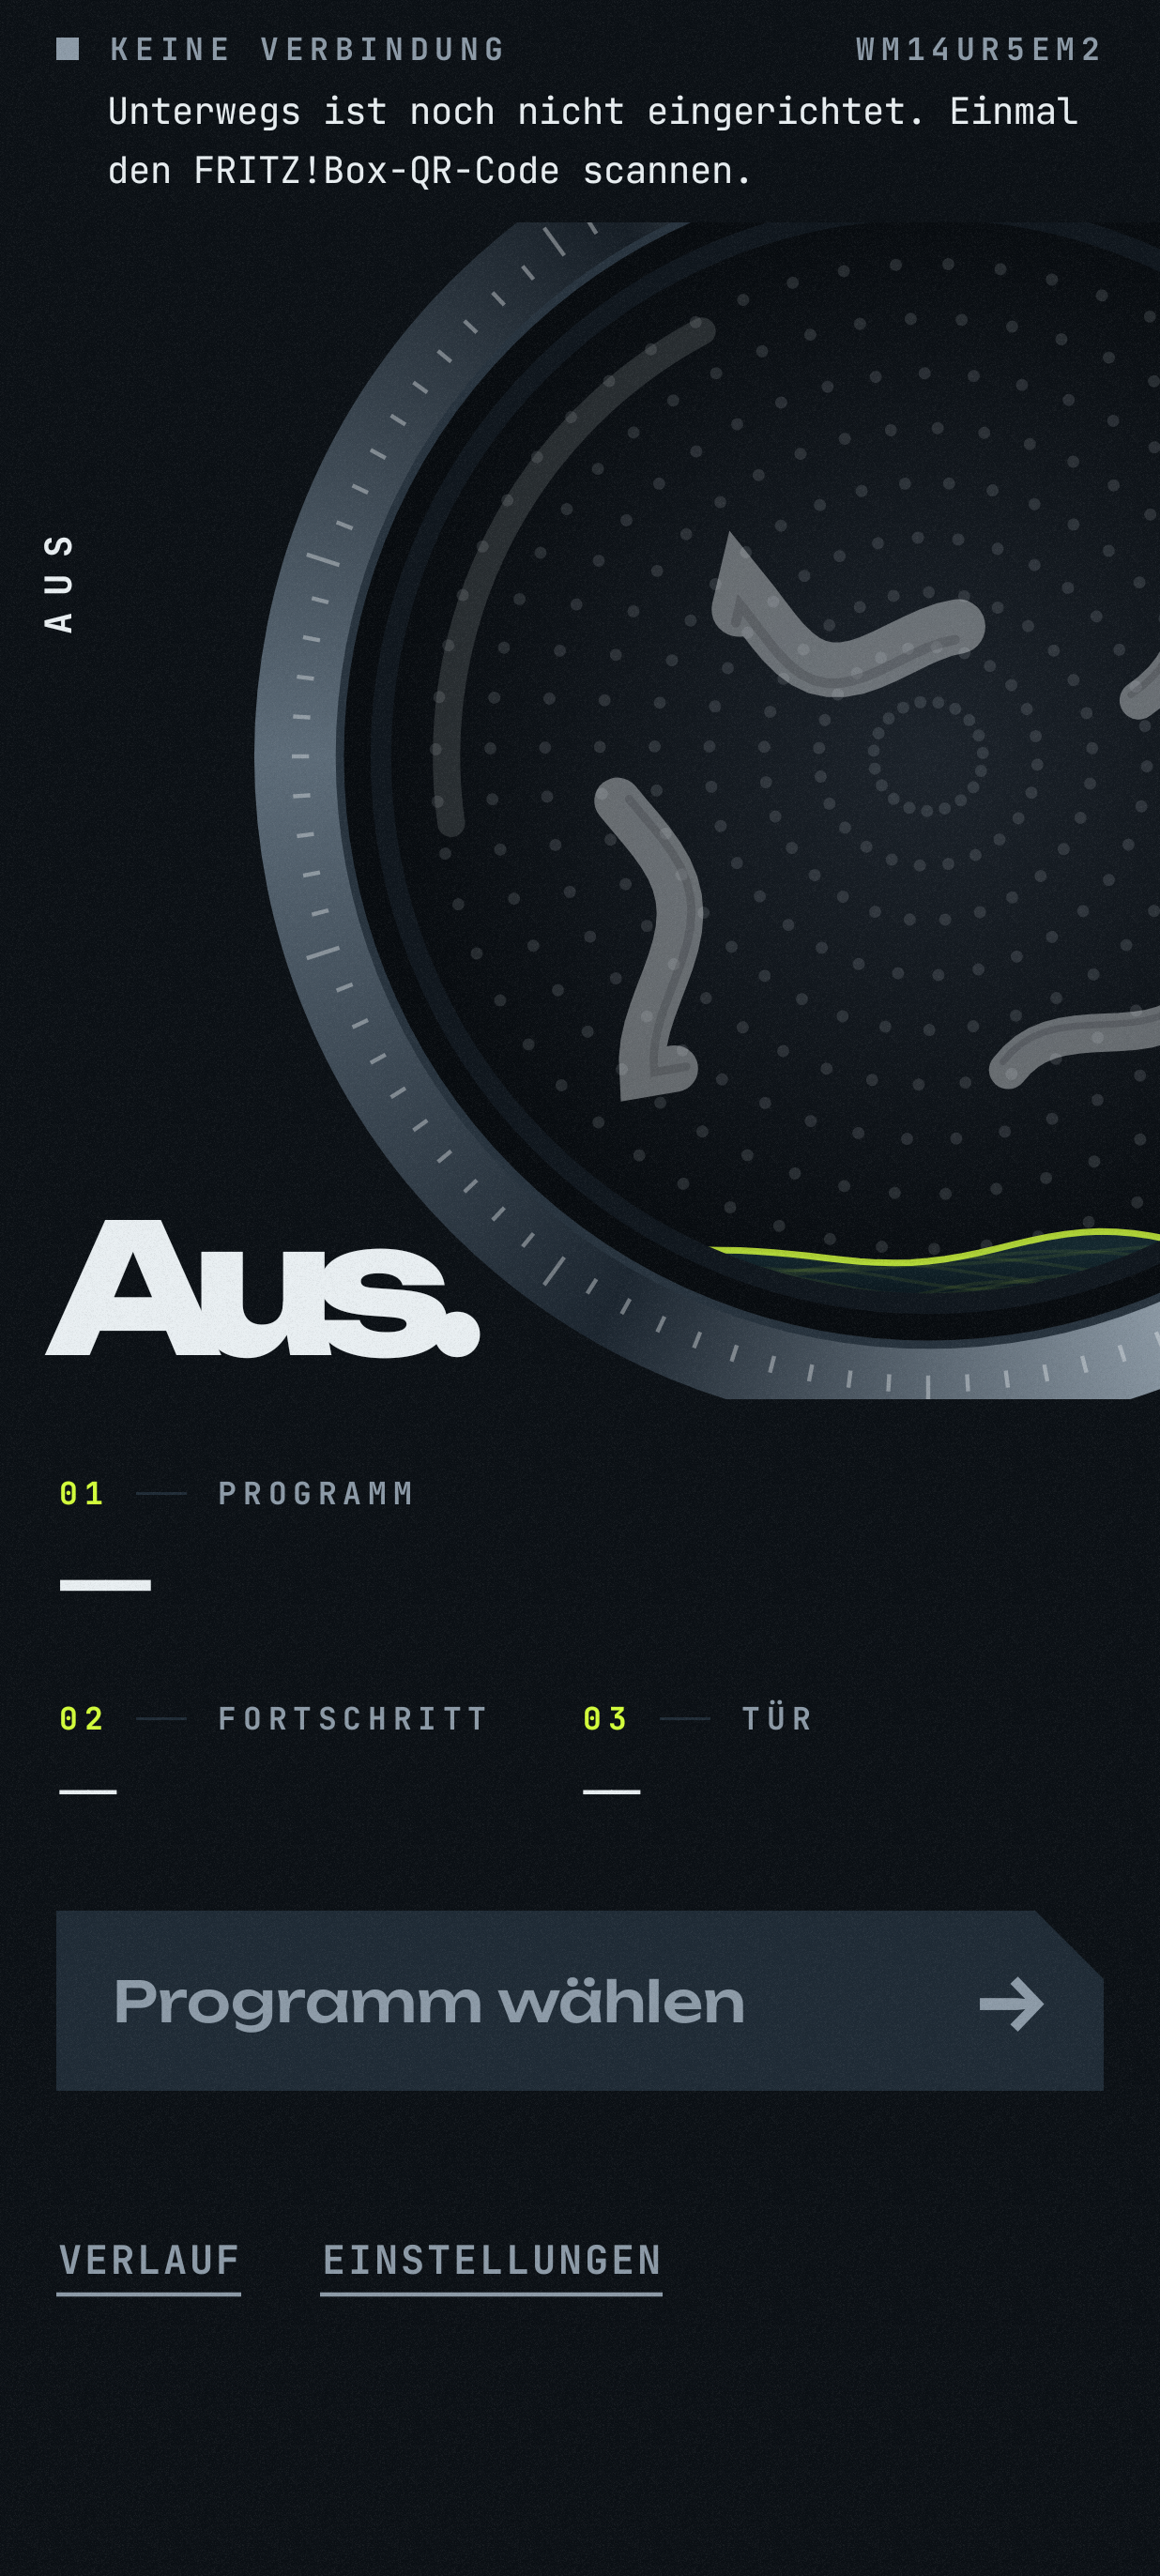 KEINE VERBINDUNG WM14UR5EM2
Unterwegs ist noch nicht eingerichtet. Einmal
den FRITZ!Box-QR-Code scannen.
AUS
Aus.
01 — PROGRAMM
—
02 — FORTSCHRITT 03 — TÜR
— —
Programm wählen →
VERLAUF EINSTELLUNGEN